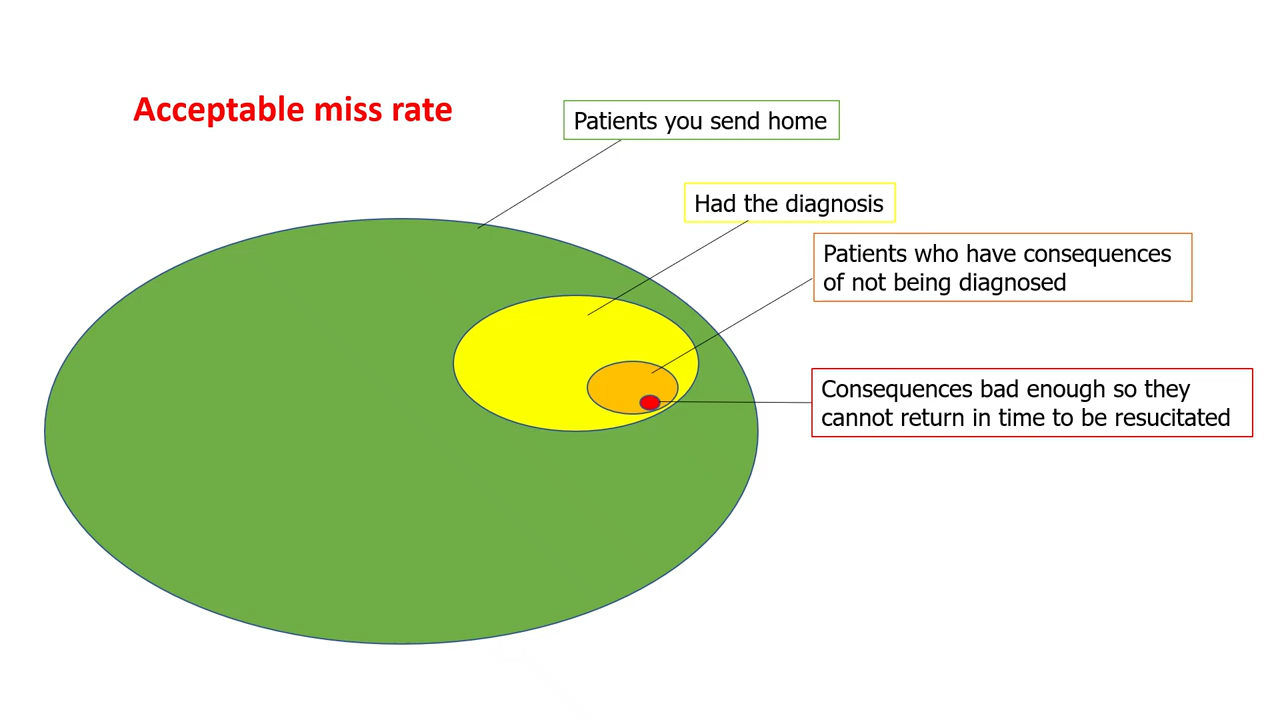 Acceptable miss rate
Patients you send home
Had the diagnosis
Patients who have consequences
of not being diagnosed
Consequences bad enough so they
cannot return in time to be resucitated